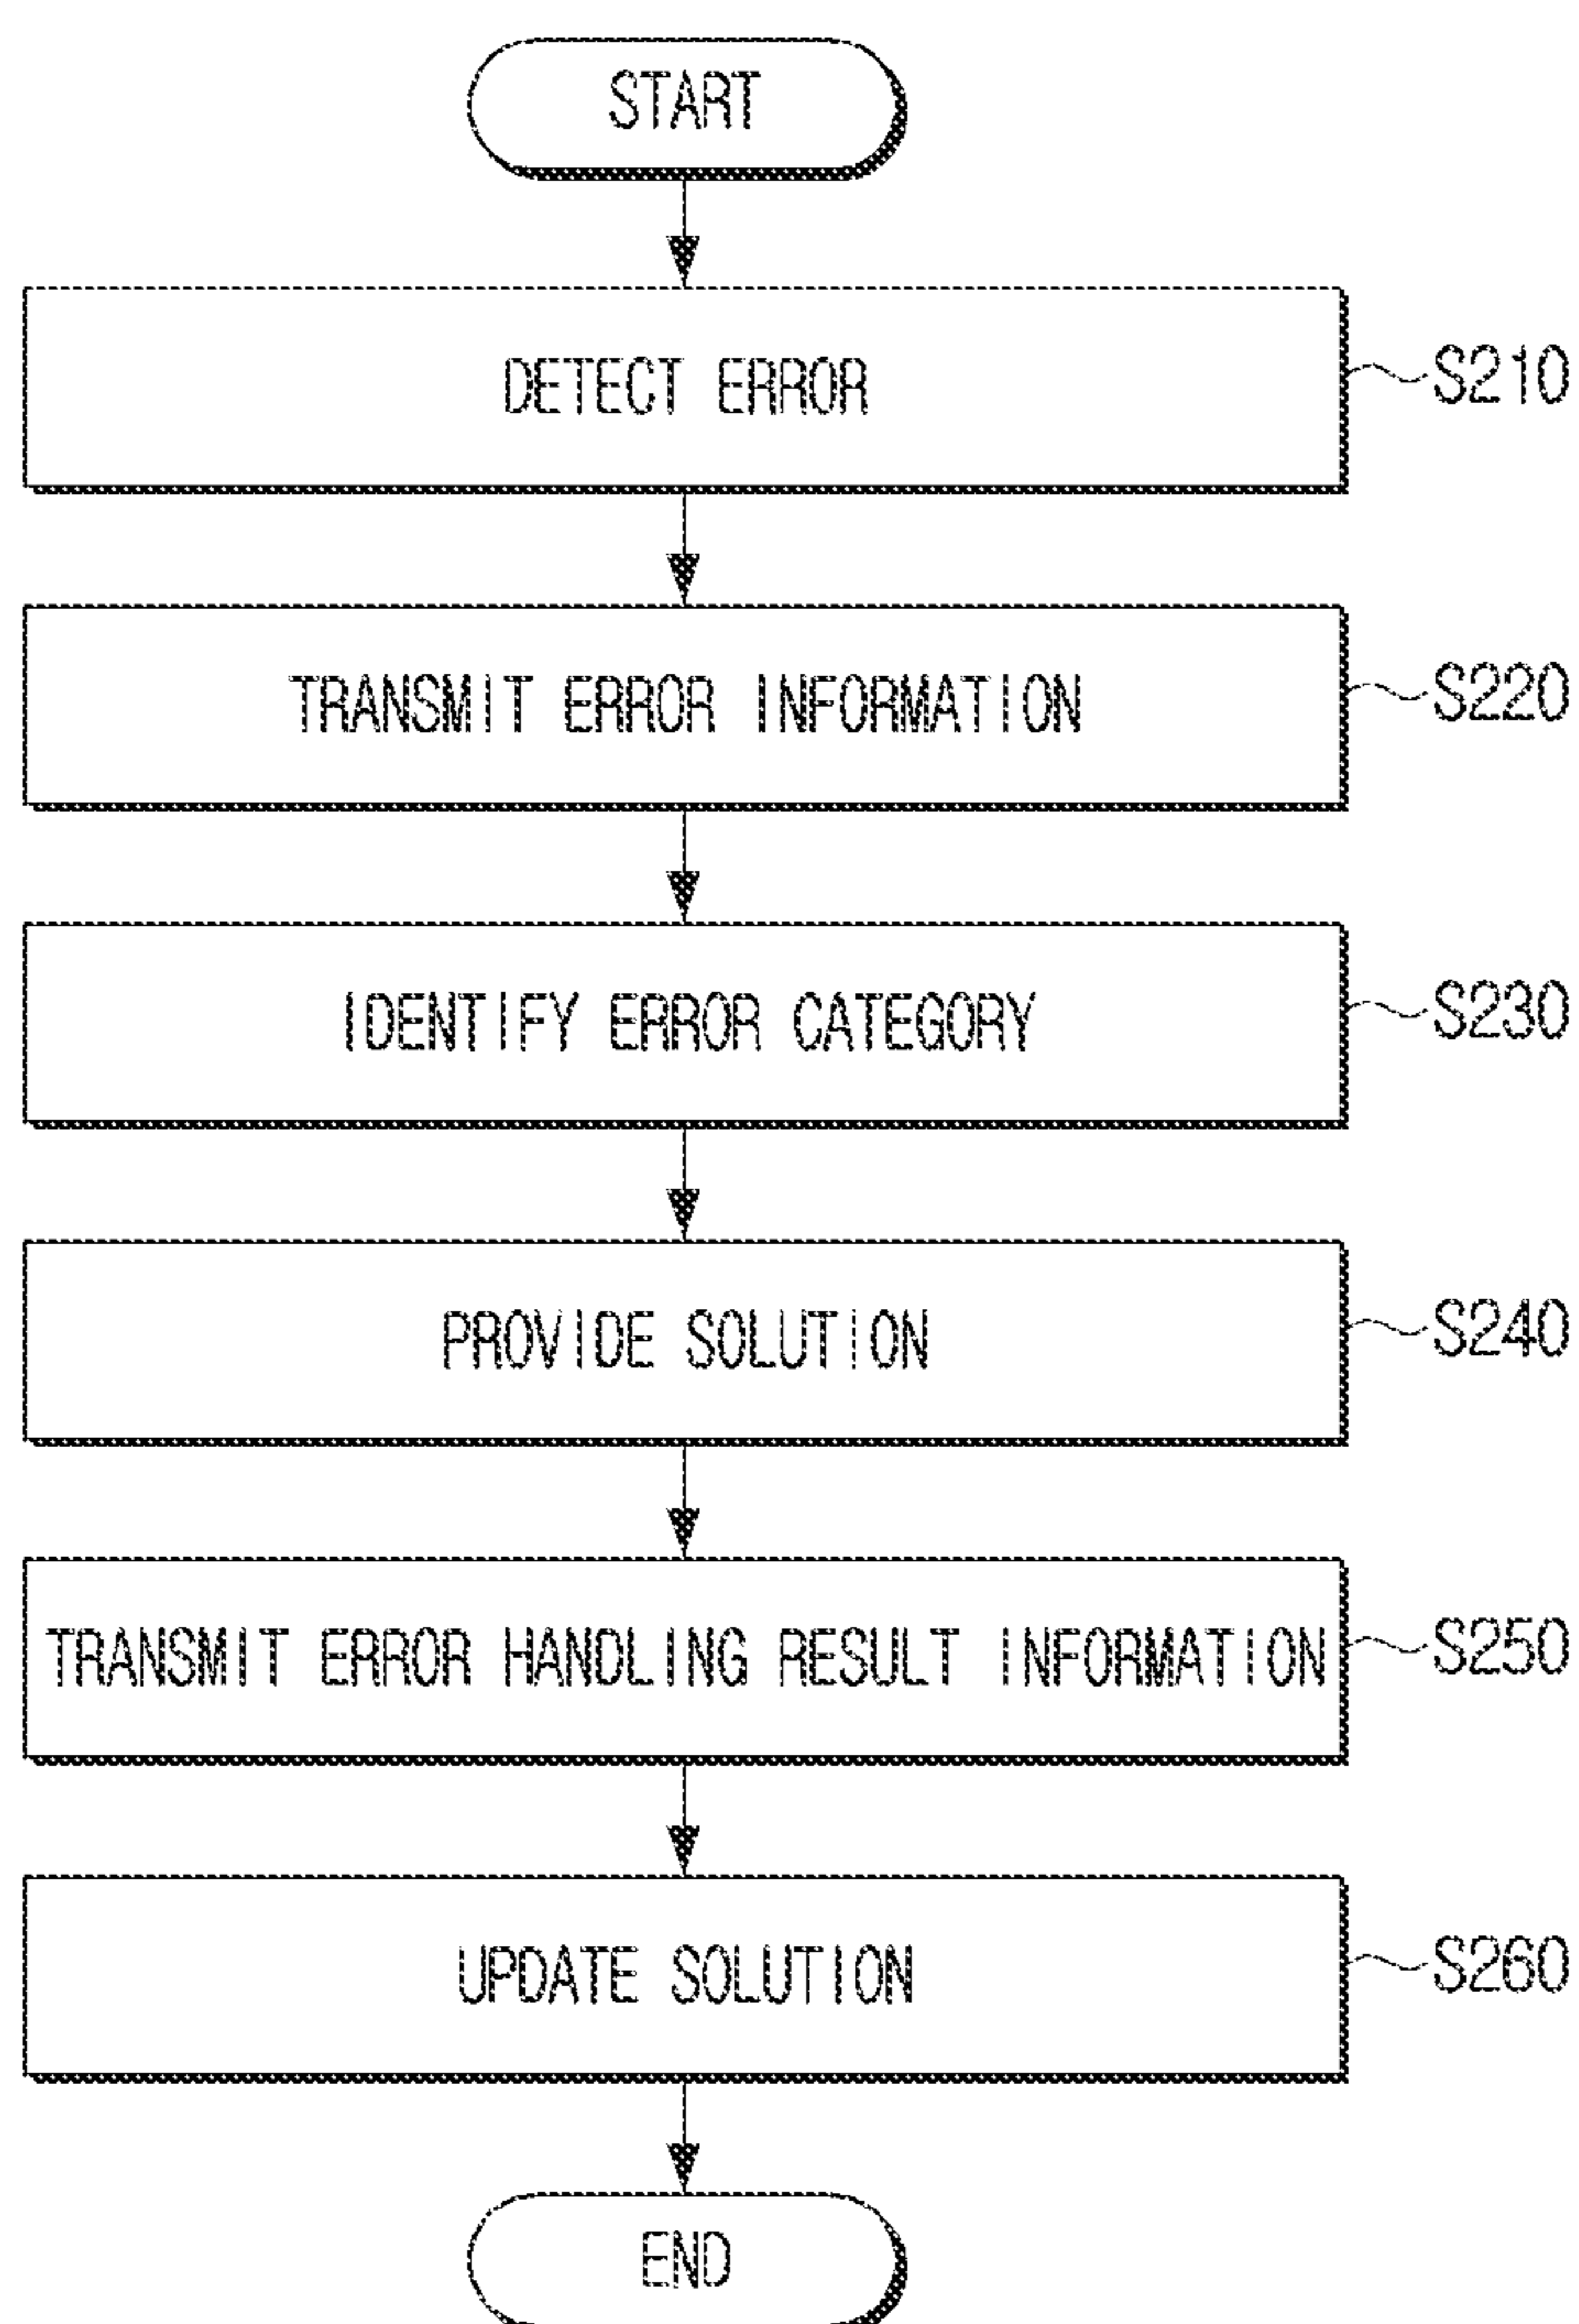 START
DETECT ERROR
S210
TRANSMIT ERROR INFORMATION
S220
IDENTIFY ERROR CATEGORY
S230
PROVIDE SOLUTION
S240
TRANSMIT ERROR HANDLING RESULT INFORMATION
S250
UPDATE SOLUTION
S260
END